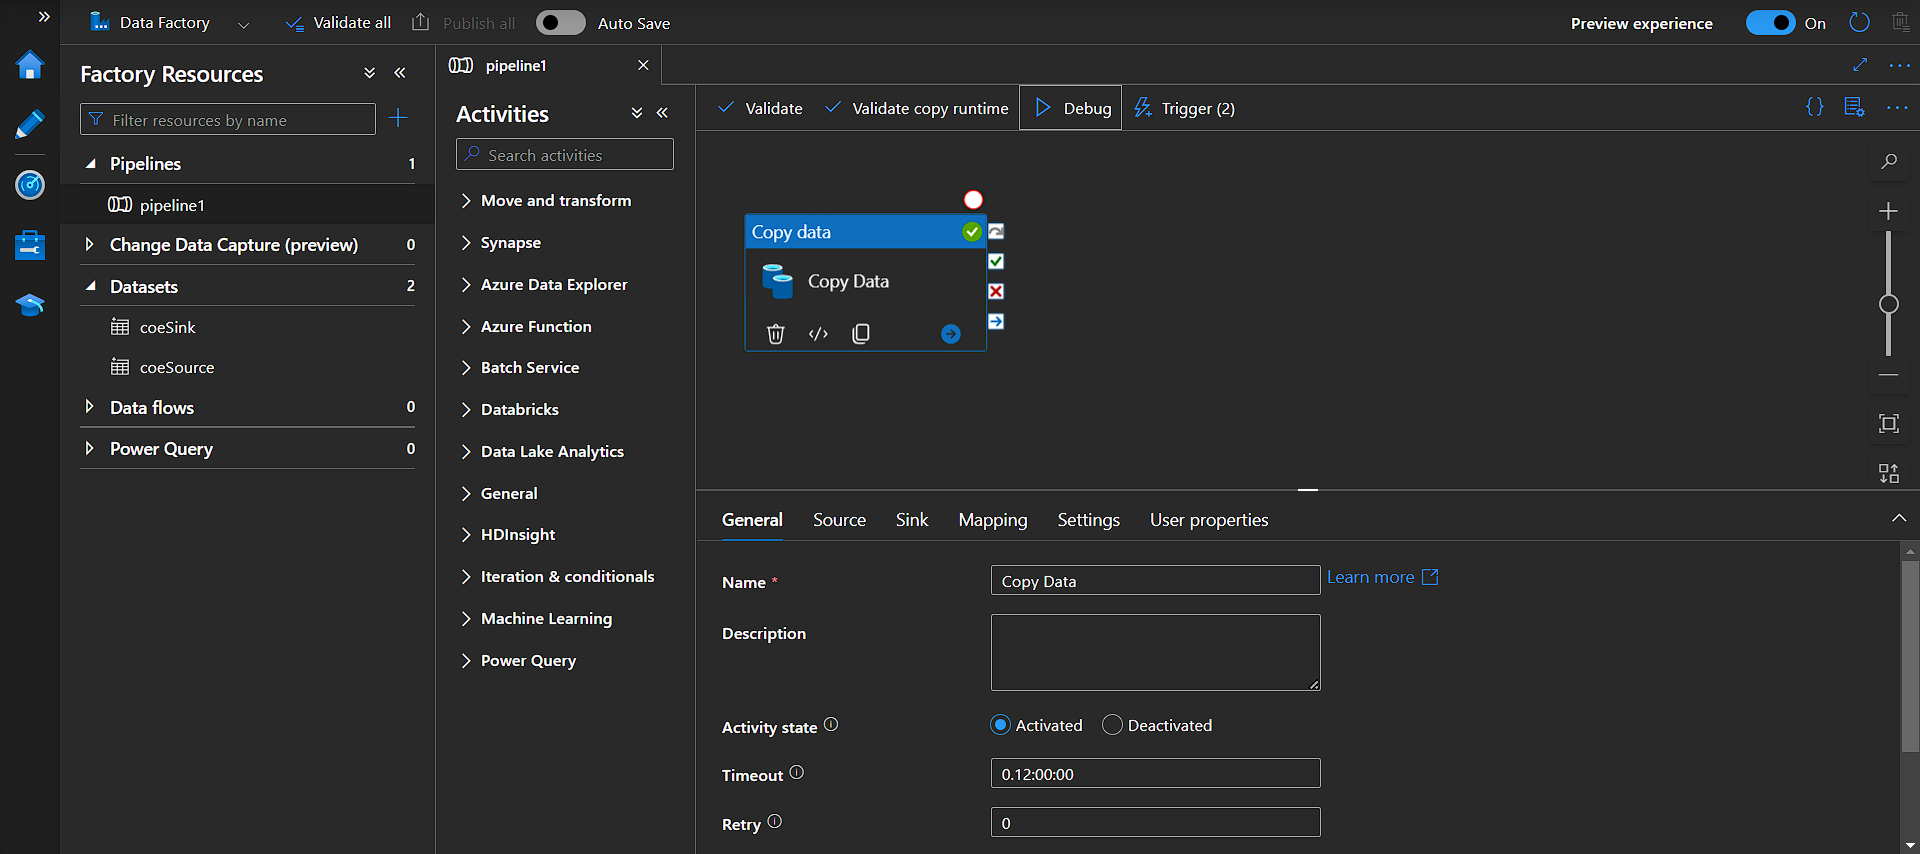 Data Factory
Validate all
Publish all
Auto Save
Preview experience
On
Factory Resources
Filter resources by name
Pipelines 1
pipeline1
Change Data Capture (preview) 0
Datasets 2
coeSink
coeSource
Data flows 0
Power Query 0
pipeline1
Activities
Search activities
Move and transform
Synapse
Azure Data Explorer
Azure Function
Batch Service
Databricks
Data Lake Analytics
General
HDInsight
Iteration & conditionals
Machine Learning
Power Query
Validate
Validate copy runtime
Debug
Trigger (2)
Copy data
Copy Data
General
Source
Sink
Mapping
Settings
User properties
Name *
Copy Data
Learn more
Description
Activity state
Activated
Deactivated
Timeout
0.12:00:00
Retry
0